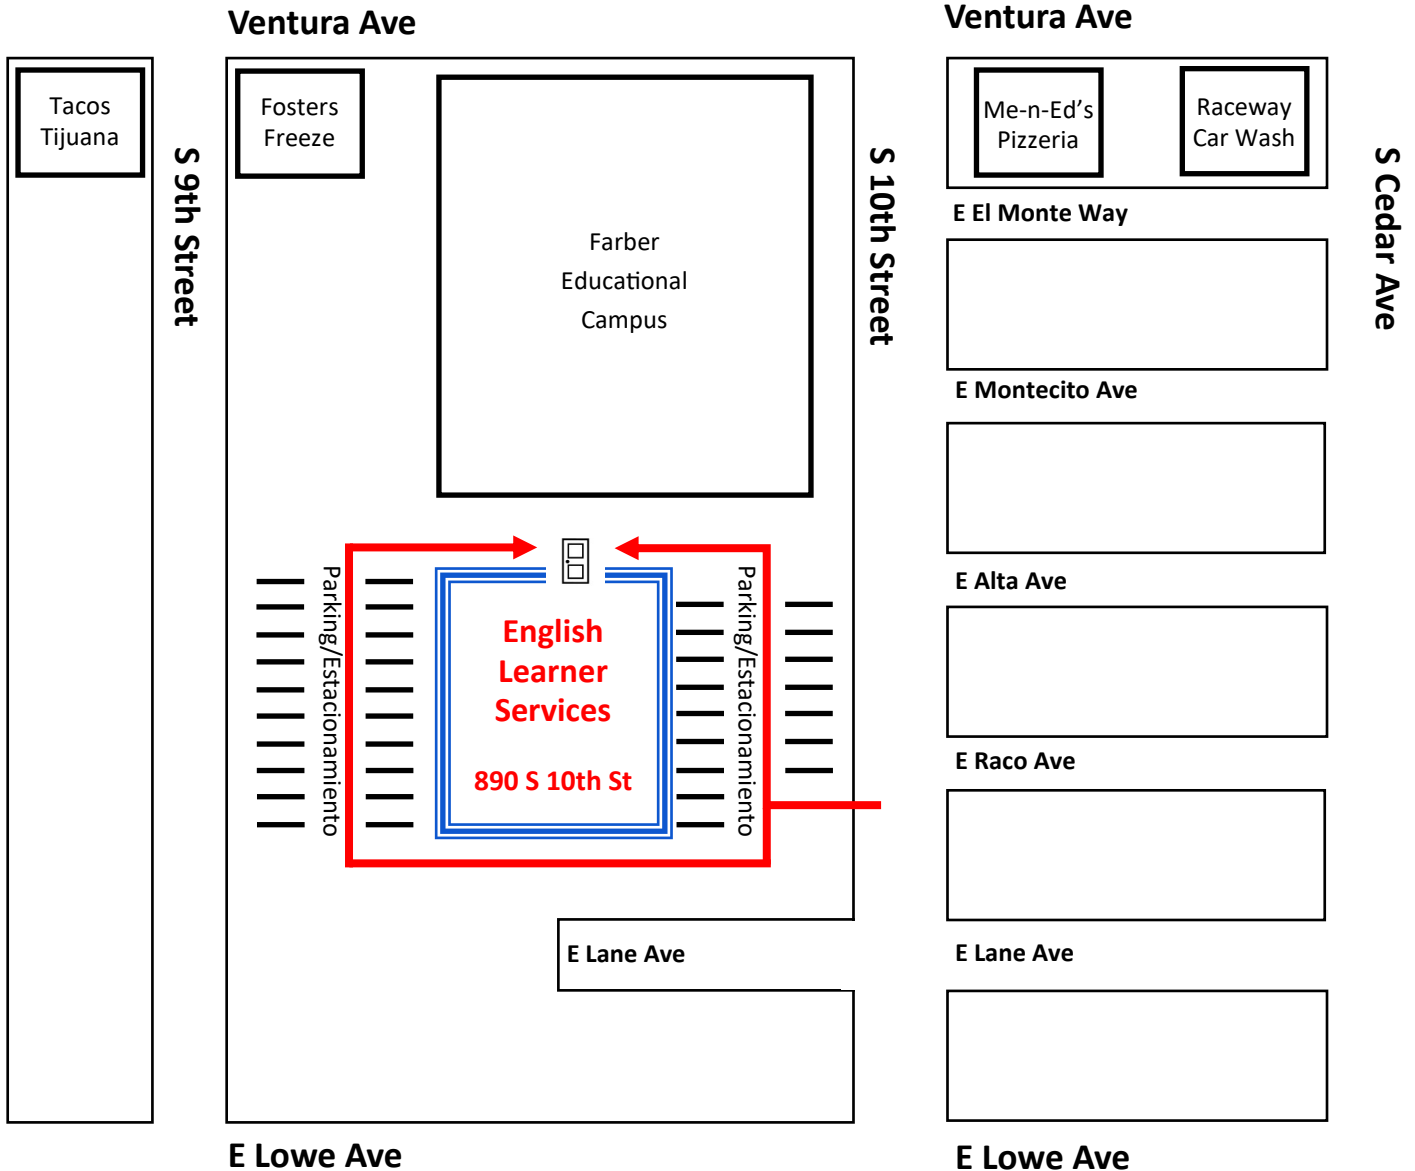 Ventura Ave
Ventura Ave
Tacos
Tijuana
Fosters
Freeze
Me-n-Ed's
Pizzeria
Raceway
Car Wash
S 9th Street
S 10th Street
S Cedar Ave
E El Monte Way
Farber
Educational
Campus
E Montecito Ave
E Alta Ave
Parking/Estacionamiento
English
Learner
Services
890 S 10th St
Parking/Estacionamiento
E Raco Ave
E Lane Ave
E Lane Ave
E Lowe Ave
E Lowe Ave